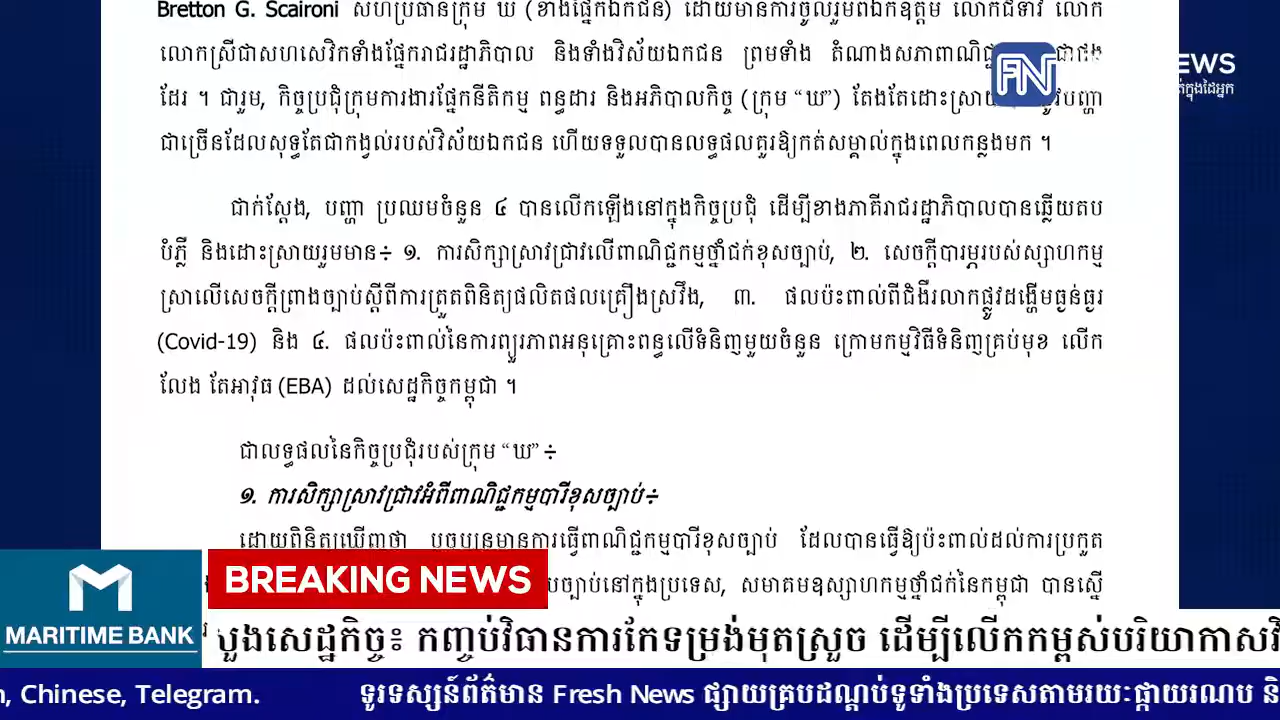 Bretton G. Scaironi សហប្រធានក្រុម ឃ (ខាងផ្នែកឯកជន) ដោយមានការចូលរួមពីឯកឧត្តម លោកជំទាវ លោក
លោកស្រីជាសហសេវិកទាំងផ្នែករាជរដ្ឋាភិបាល និងទាំងវិស័យឯកជន ព្រមទាំង តំណាងសភាពាណិជ្ជ
ដែរ ។ ជារួម, កិច្ចប្រជុំក្រុមការងារផ្នែកនីតិកម្ម ពន្ធដារ និងអភិបាលកិច្ច (ក្រុម “ឃ”) តែងតែដោះស្រាយ បញ្ហា
ជាច្រើនដែលសុទ្ធតែជាកង្វល់របស់វិស័យឯកជន ហើយទទួលបានលទ្ធផលគួរឱ្យកត់សម្គាល់ក្នុងពេលកន្លងមក ។
FN
NEWS
ជាក់ស្តែង, បញ្ហា ប្រឈមចំនួន ៤ បានលើកឡើងនៅក្នុងកិច្ចប្រជុំ ដើម្បីខាងភាគីរាជរដ្ឋាភិបាលបានឆ្លើយតប
បំភ្លឺ និងដោះស្រាយរួមមាន÷ ១. ការសិក្សាស្រាវជ្រាវលើពាណិជ្ជកម្មថ្នាំជក់ខុសច្បាប់, ២. សេចក្តីបារម្ភរបស់ឧស្សាហកម្ម
ស្រាលើសេចក្តីព្រាងច្បាប់ស្តីពីការត្រួតពិនិត្យផលិតផលគ្រឿងស្រវឹង, ៣. ផលប៉ះពាល់ពីជំងឺរលាកផ្លូវដង្ហើមធ្ងន់ធ្ងរ
(Covid-19) និង ៤. ផលប៉ះពាល់នៃការព្យួរភាពអនុគ្រោះពន្ធលើទំនិញមួយចំនួន ក្រោមកម្មវិធីទំនិញគ្រប់មុខ លើក
លែង តែអាវុធ (EBA) ដល់សេដ្ឋកិច្ចកម្ពុជា ។
ជាលទ្ធផលនៃកិច្ចប្រជុំរបស់ក្រុម “ឃ” ÷
១. ការសិក្សាស្រាវជ្រាវអំពីពាណិជ្ជកម្មបារីខុសច្បាប់÷
ដោយពិនិត្យឃើញថា បច្ចុប្បន្នមានការធ្វើពាណិជ្ជកម្មបារីខុសច្បាប់ ដែលបានធ្វើឱ្យប៉ះពាល់ដល់ការប្រកួត
ច្បាប់នៅក្នុងប្រទេស, សមាគមឧស្សាហកម្មថ្នាំជក់នៃកម្ពុជា បានស្នើ
BREAKING NEWS
MARITIME BANK
បួងសេដ្ឋកិច្ច៖ កញ្ចប់វិធានការកែទម្រង់មុតស្រួច ដើម្បីលើកកម្ពស់បរិយាកាស
, Chinese, Telegram. ទូរទស្សន៍ព័ត៌មាន Fresh News ផ្សាយគ្របដណ្តប់ទូទាំងប្រទេសតាមរយៈផ្កាយរណប និ